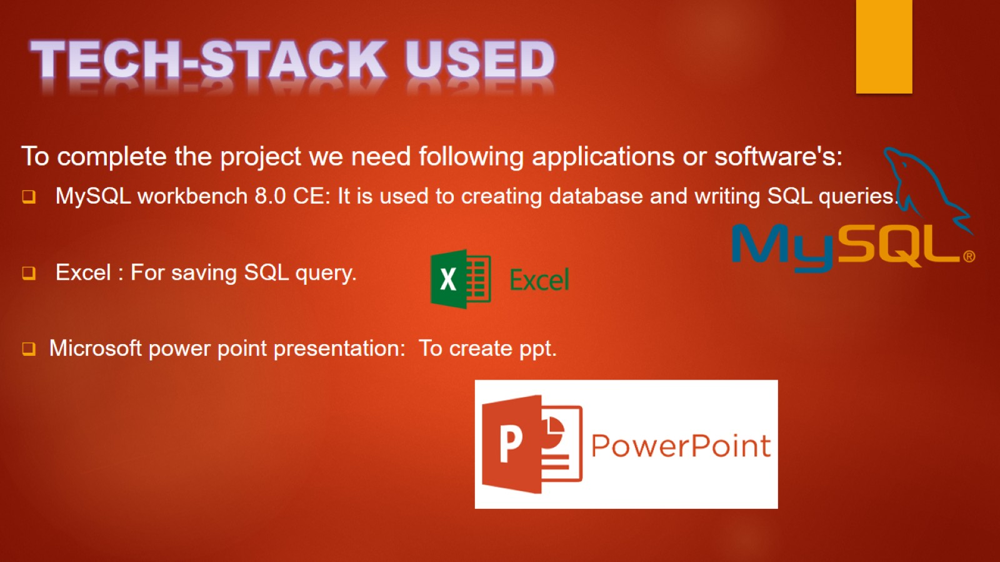 TECH-STACK USED
To complete the project we need following applications or software's:
MySQL workbench 8.0 CE: It is used to creating database and writing SQL queries.
MySQL®
Excel : For saving SQL query.
X Excel
Microsoft power point presentation: To create ppt.
P PowerPoint